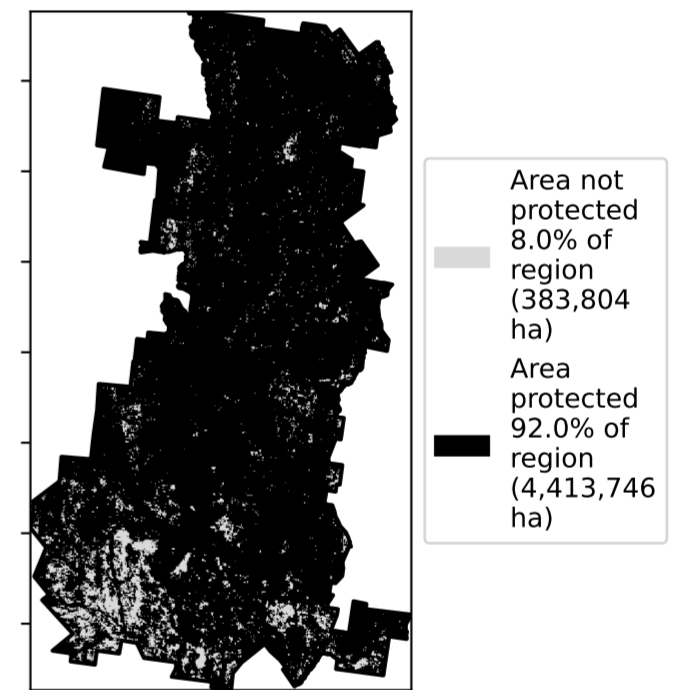 Area not
protected
8.0% of
region
(383,804
ha)
Area
protected
92.0% of
region
(4,413,746
ha)